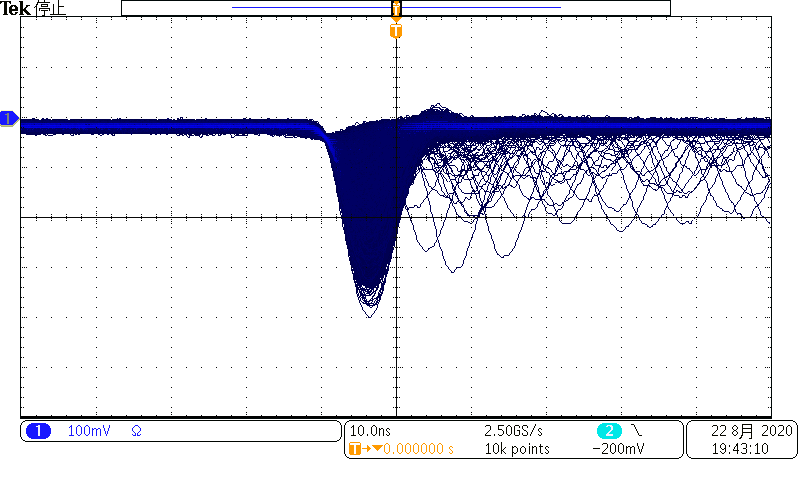 Tek 停止
T
T
1
1 100mV Ω
10.0ns 2.50GS/s 2 -200mV
T→▼0.000000 s 10k points
22 8月 2020
19:43:10